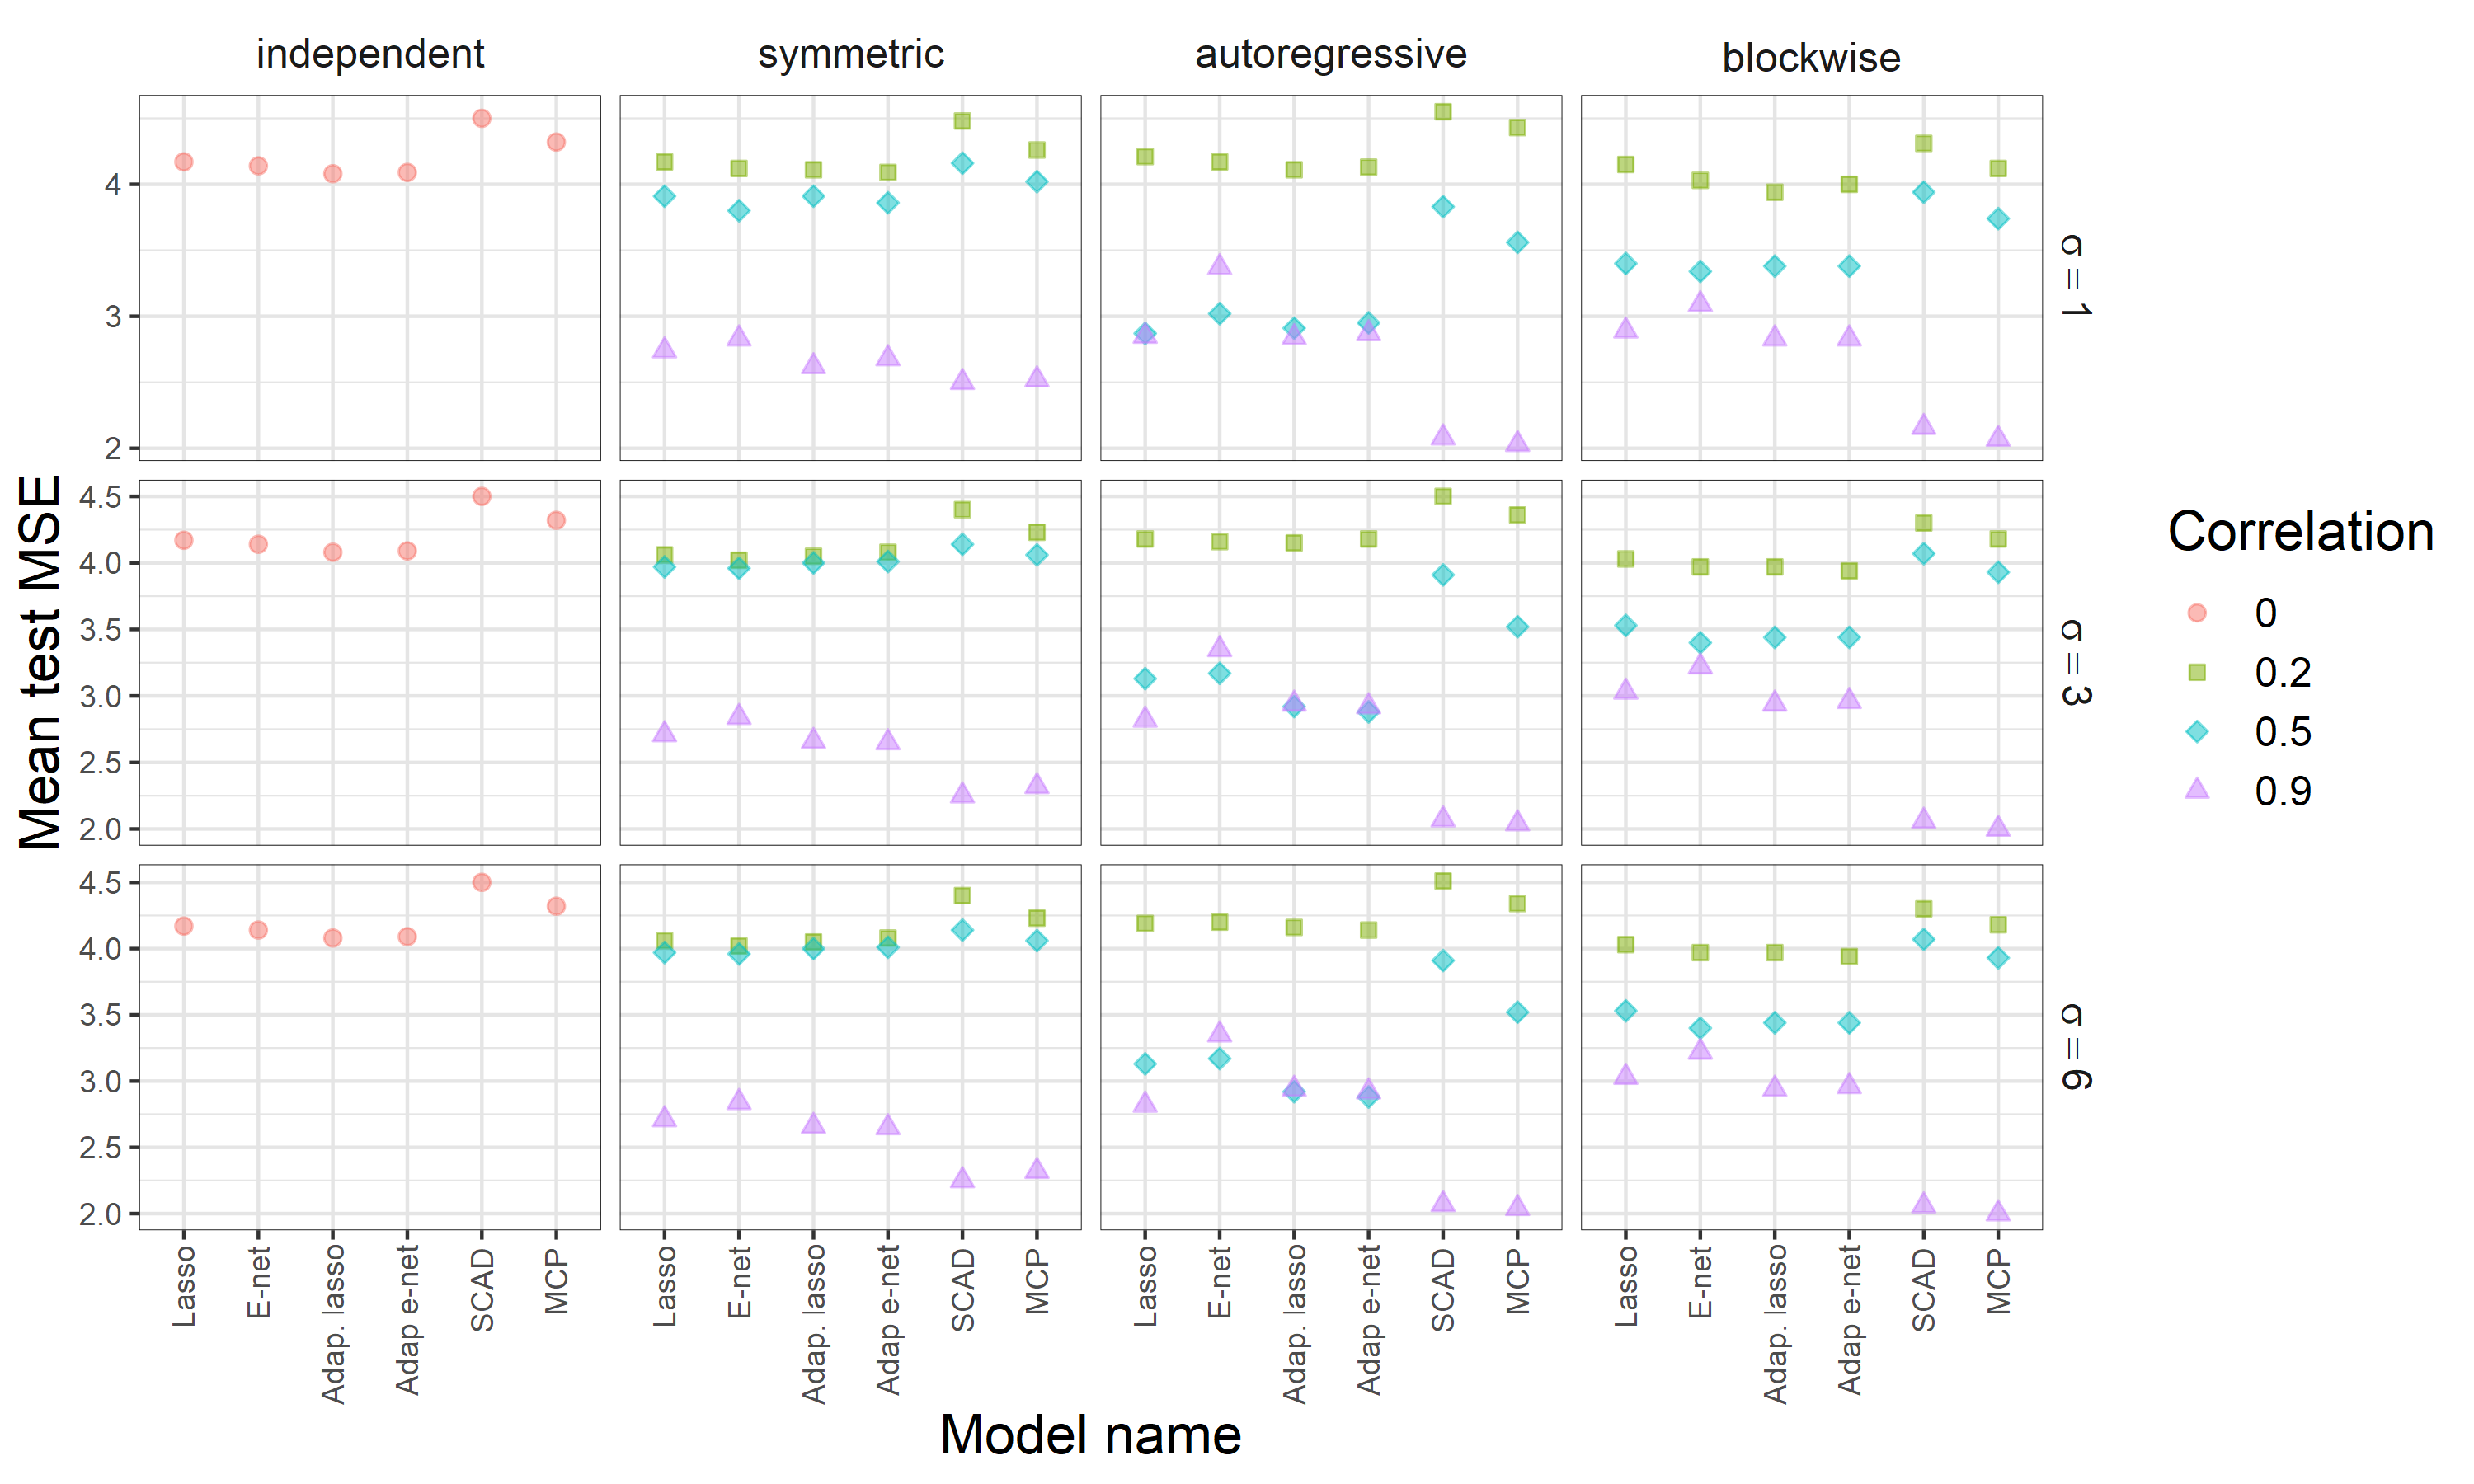 independent
symmetric
autoregressive
blockwise
4
3
2
σ = 1
4.5
4.0
3.5
3.0
2.5
2.0
σ = 3
4.5
4.0
3.5
3.0
2.5
2.0
σ = 6
Mean test MSE
Lasso
E-net
Adap. lasso
Adap e-net
SCAD
MCP
Lasso
E-net
Adap. lasso
Adap e-net
SCAD
MCP
Lasso
E-net
Adap. lasso
Adap e-net
SCAD
MCP
Lasso
E-net
Adap. lasso
Adap e-net
SCAD
MCP
Model name
Correlation
0
0.2
0.5
0.9